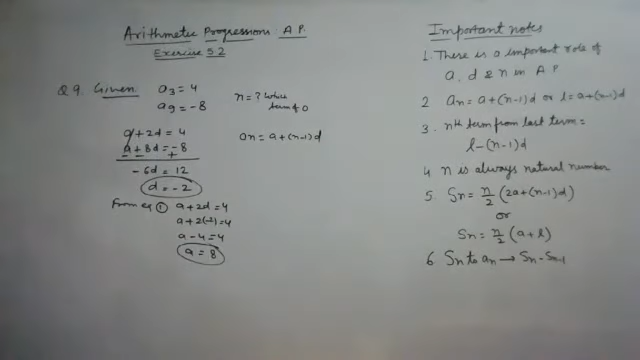 Arithmetic Progressions: A.P.
Exercise 5.2
Q9. Given a₃ = 4
a₉ = -8
n = ? which
term of 0
a + 2d = 4
a + 8d = -8
- - +
an = a+(n-1)d
-6d = 12
d = -2
From eq ① a + 2d = 4
a + 2(-2) = 4
a - 4 = 4
a = 8
Important notes
1. There is a important role of
a, d & n in A.P
2 an = a+(n-1)d or l = a+(n-1)d
3. nth term from last term =
l - (n-1)d
4 n is always natural number
5. Sn = n/2 (2a+(n-1)d)
or
Sn = n/2 (a+l)
6. Sn to an → Sn - Sn-1